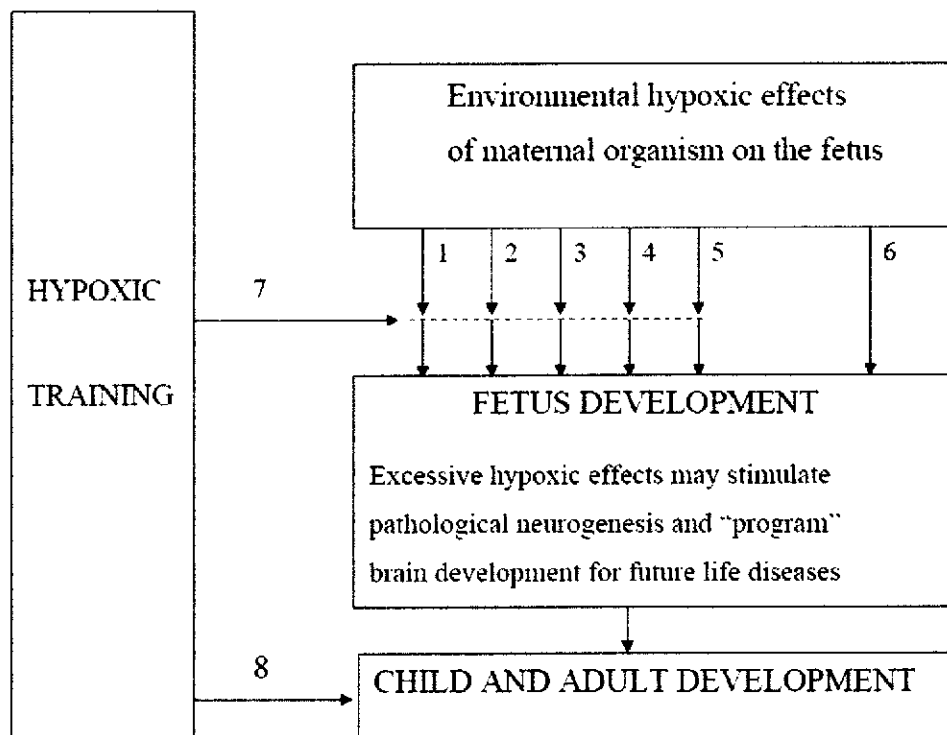 Environmental hypoxic effects
of maternal organism on the fetus
1 2 3 4 5 6
HYPOXIC
7
TRAINING
FETUS DEVELOPMENT
Excessive hypoxic effects may stimulate
pathological neurogenesis and “program”
brain development for future life diseases
8
CHILD AND ADULT DEVELOPMENT